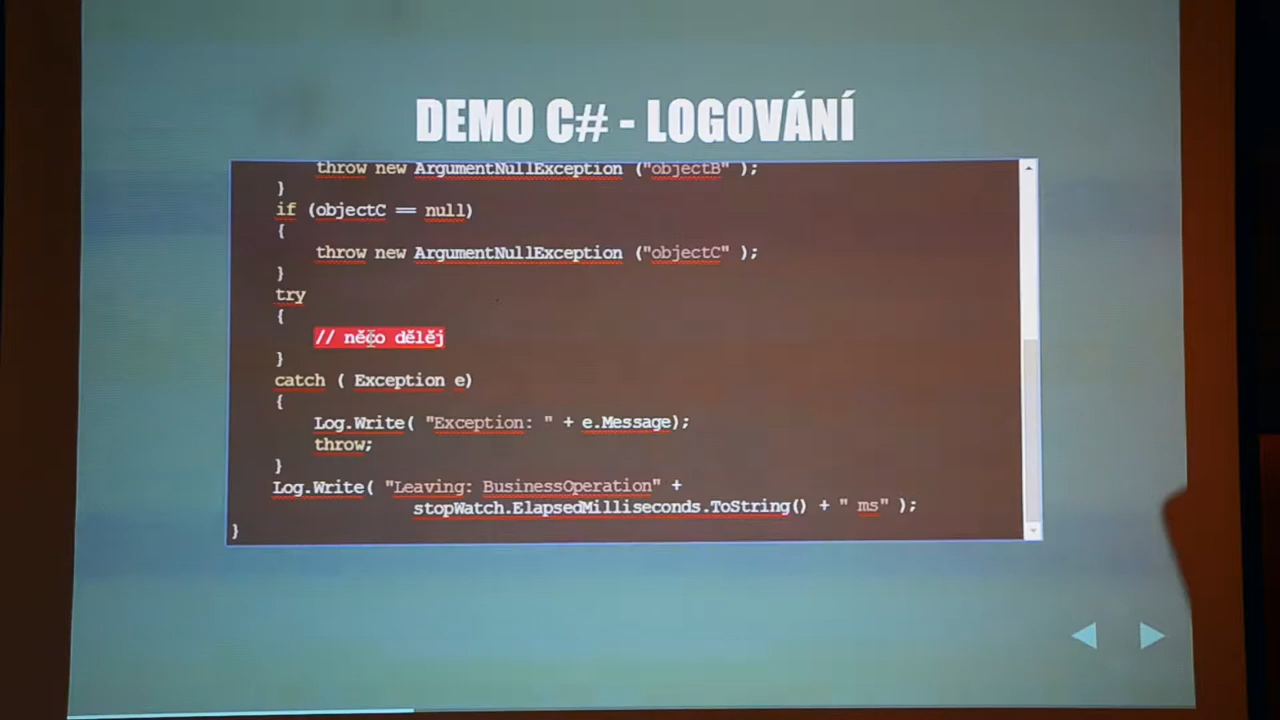 DEMO C# - LOGOVÁNÍ
throw new ArgumentNullException ("objectB" );
}
if (objectC == null)
{
throw new ArgumentNullException ("objectC" );
}
try
{
// něco dělěj
}
catch ( Exception e)
{
Log.Write( "Exception: " + e.Message);
throw;
}
Log.Write( "Leaving: BusinessOperation" +
stopWatch.ElapsedMilliseconds.ToString() + " ms" );
}